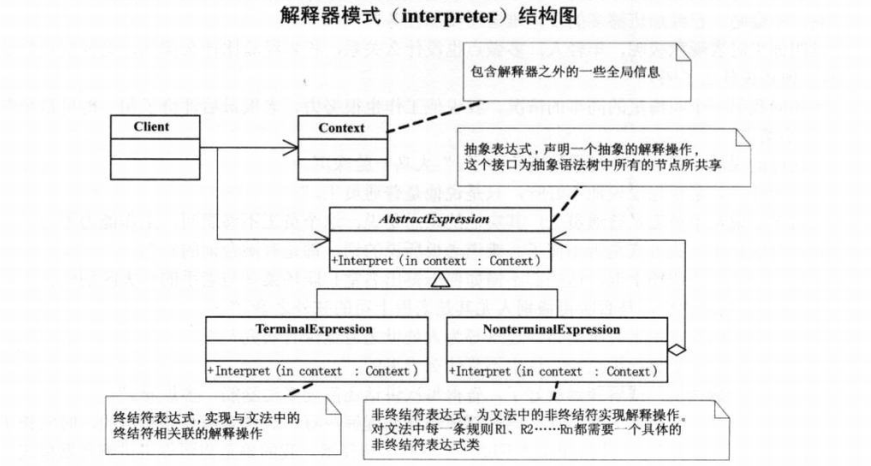 解释器模式（interpreter）结构图
包含解释器之外的一些全局信息
Client
Context
抽象表达式，声明一个抽象的解释操作，
这个接口为抽象语法树中所有的节点所共享
AbstractExpression
+Interpret(in context : Context)
TerminalExpression
NonterminalExpression
+Interpret(in context : Context)
+Interpret(in context : Context)
终结符表达式，实现与文法中的
终结符相关联的解释操作
非终结符表达式，为文法中的非终结符实现解释操作。
对文法中每一条规则R1、R2……Rn都需要一个具体的
非终结符表达式类